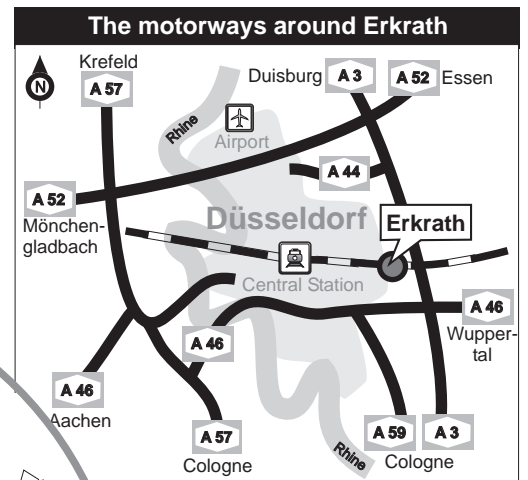 The motorways around Erkrath
Krefeld
A 57
Duisburg
A 3
A 52
Essen
N
Rhine
Airport
A 44
A 52
Mönchen-
gladbach
Düsseldorf
Erkrath
Central Station
A 46
Wupper-
tal
A 46
A 46
Aachen
A 57
Cologne
A 59
A 3
Cologne
Rhine